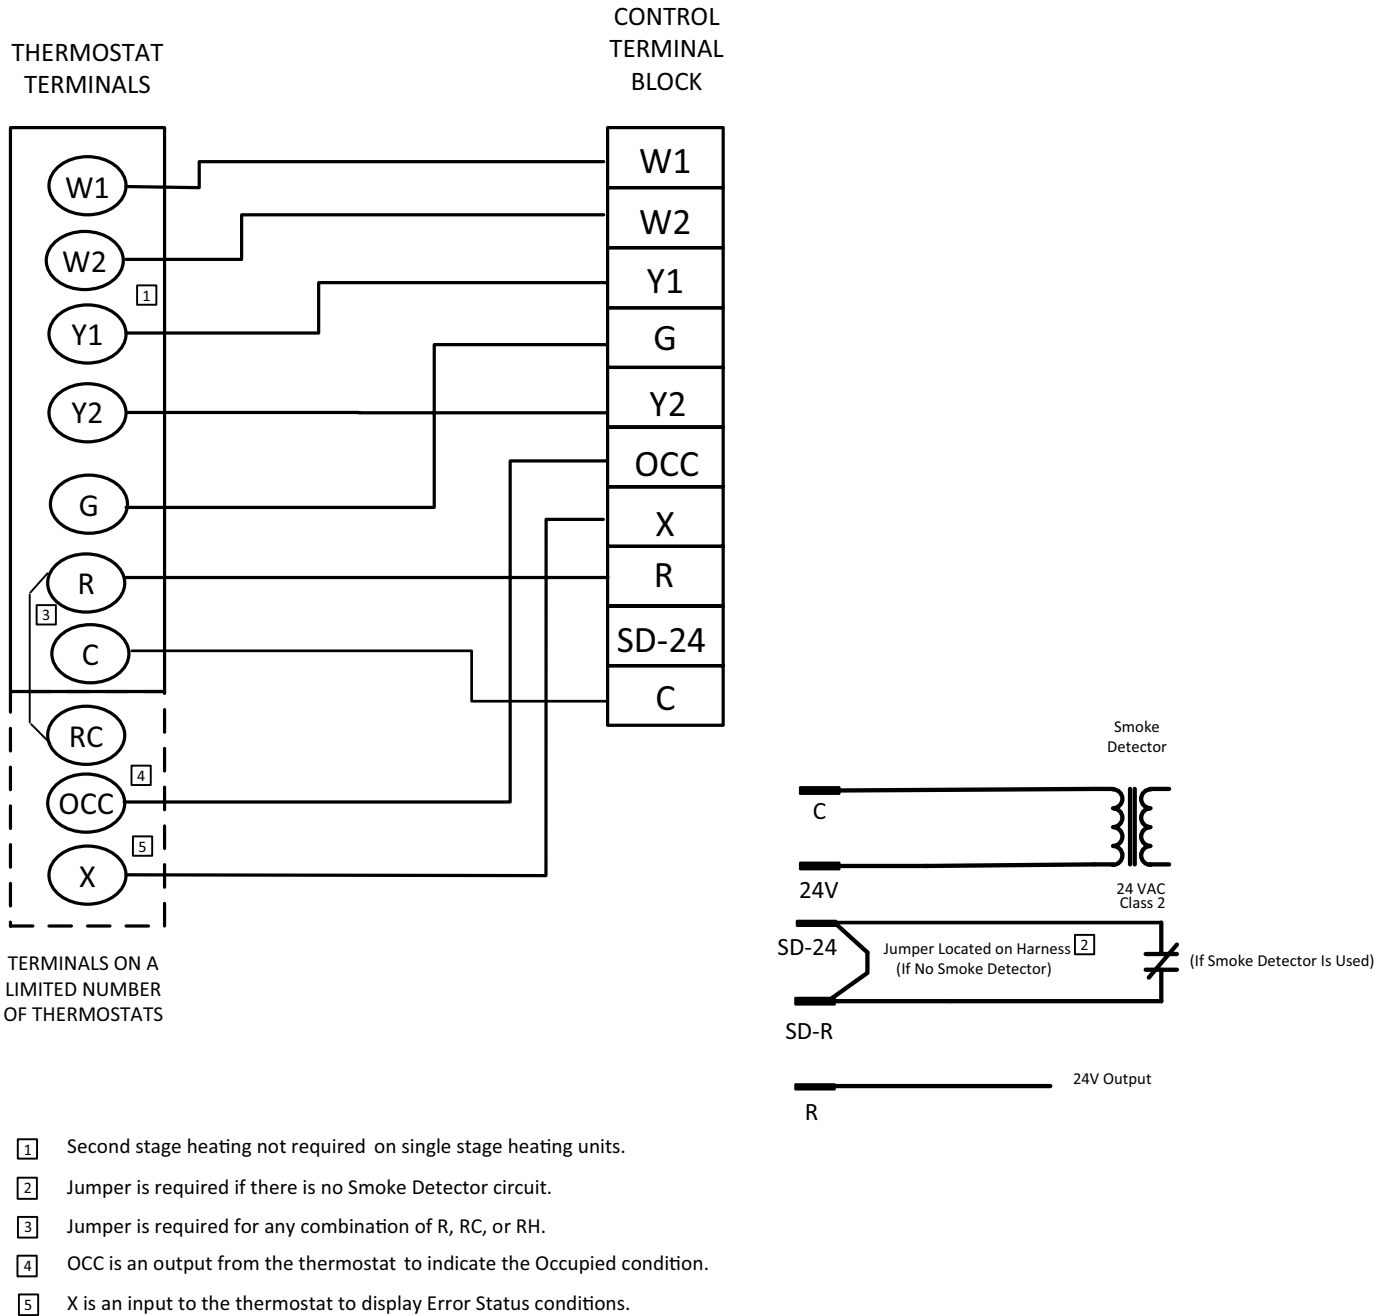 THERMOSTAT
TERMINALS
CONTROL
TERMINAL
BLOCK
W1
W2
1
Y1
Y2
G
R
3
C
RC
4
OCC
5
X
TERMINALS ON A
LIMITED NUMBER
OF THERMOSTATS
W1
W2
Y1
G
Y2
OCC
X
R
SD-24
C
Smoke
Detector
C
24V
24 VAC
Class 2
SD-24
Jumper Located on Harness 2
(If No Smoke Detector)
(If Smoke Detector Is Used)
SD-R
24V Output
R
1 Second stage heating not required on single stage heating units.
2 Jumper is required if there is no Smoke Detector circuit.
3 Jumper is required for any combination of R, RC, or RH.
4 OCC is an output from the thermostat to indicate the Occupied condition.
5 X is an input to the thermostat to display Error Status conditions.